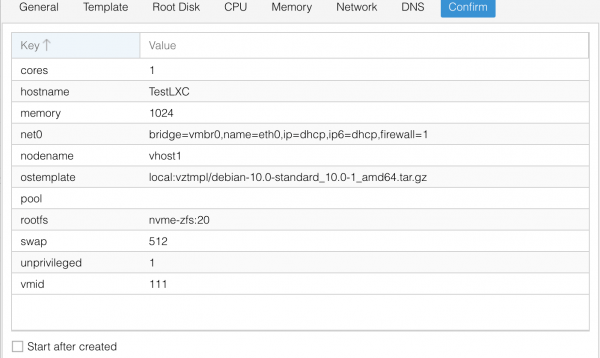 General Template Root Disk CPU Memory Network DNS Confirm
Key Value
cores 1
hostname TestLXC
memory 1024
net0 bridge=vmbr0,name=eth0,ip=dhcp,ip6=dhcp,firewall=1
nodename vhost1
ostemplate local:vztmpl/debian-10.0-standard_10.0-1_amd64.tar.gz
pool
rootfs nvme-zfs:20
swap 512
unprivileged 1
vmid 111
Start after created